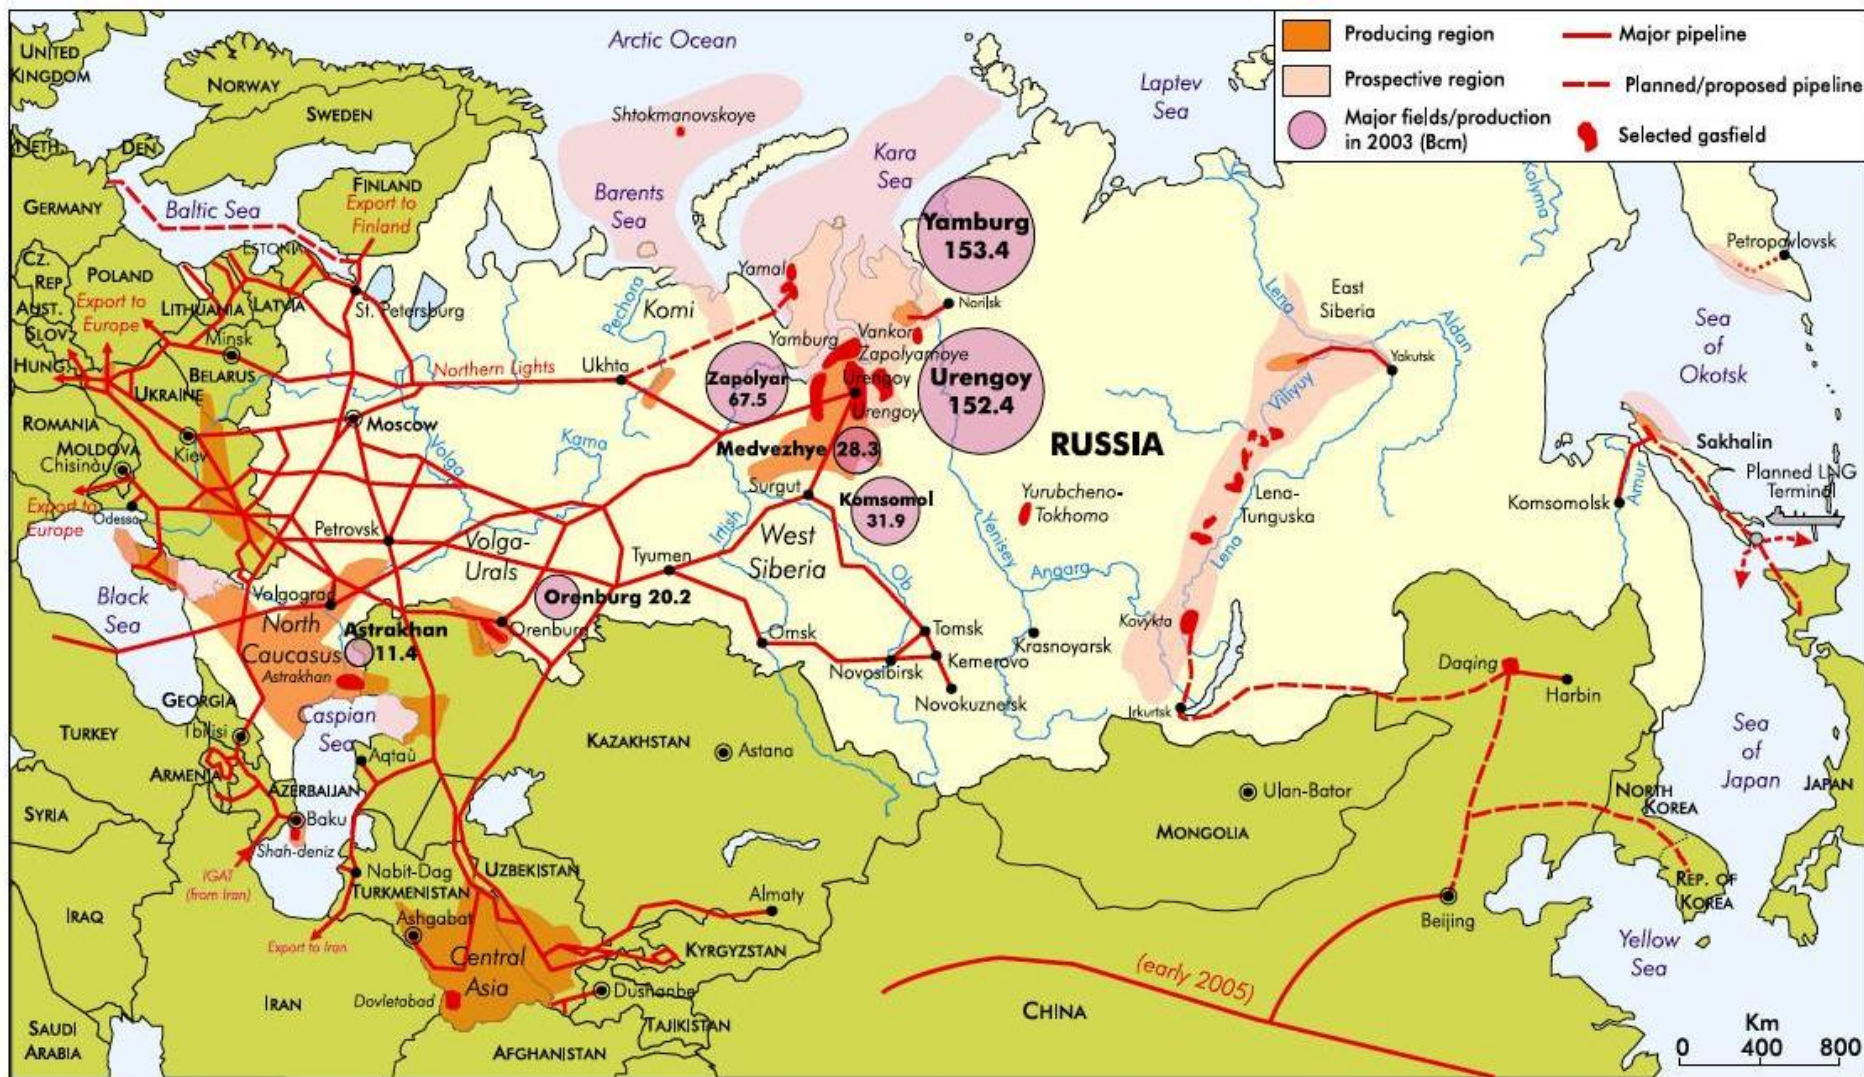 UNITED
KINGDOM
NORWAY
SWEDEN
NETH.
DEN
FINLAND
Export to
Finland
GERMANY
Baltic Sea
ESTONIA
CZ.
REP
POLAND
AUST.
Export to
Europe
LITHUANIA
LATVIA
SLOV.
HUNG.
Minsk
BELARUS
UKRAINE
ROMANIA
MOLDOVA
Chisinàu
Kiev
Export to
Europe
Odessa
St. Petersburg
Moscow
Northern Lights
Arctic Ocean
Shtokmanovskoye
Barents
Sea
Kara
Sea
Laptev
Sea
Producing region
Prospective region
Major fields/production
in 2003 (Bcm)
Major pipeline
Planned/proposed pipeline
Selected gasfield
Kolyma
Petropavlovsk
Yamburg
153.4
Yamal
Pechora
Komi
Norilsk
Vankor
Yamburg
Zapolyarnoye
Ukhta
Zapolyar
67.5
Urengoy
Urengoy
Urengoy
152.4
Medvezhye 28.3
Surgut
Komsomol
31.9
RUSSIA
Yurubcheno-
Tokhomo
Lena
East
Siberia
Aldan
Yakutsk
Viliyuy
Lena-
Tunguska
Lena
Sea
of
Okotsk
Sakhalin
Planned LNG
Terminal
Komsomolsk
Amur
Volga
Kama
Petrovsk
Volga-
Urals
Tyumen
Irtish
West
Siberia
Ob
Yenisey
Angara
Kovykta
Orenburg 20.2
Orenburg
Black
Sea
Volgograd
North
Caucasus
Astrakhan
11.4
Astrakhan
Omsk
Tomsk
Novosibirsk
Kemerovo
Novokuznetsk
Krasnoyarsk
Irkurtsk
Daqing
Harbin
GEORGIA
Tbilisi
Caspian
Sea
Aqtaù
TURKEY
ARMENIA
AZERBAIJAN
Baku
Shah-deniz
SYRIA
IGAT
(from Iran)
KAZAKHSTAN
Astana
Ulan-Bator
MONGOLIA
NORTH
KOREA
Sea
of
Japan
JAPAN
Nabit-Dag
TURKMENISTAN
UZBEKISTAN
Almaty
IRAQ
Ashgabat
Export to Iran
Central
Asia
KYRGYZSTAN
Beijing
REP. OF
KOREA
Yellow
Sea
IRAN
Dovletabad
Dushanbe
(early 2005)
CHINA
SAUDI
ARABIA
TAJIKISTAN
AFGHANISTAN
Km
0 400 800